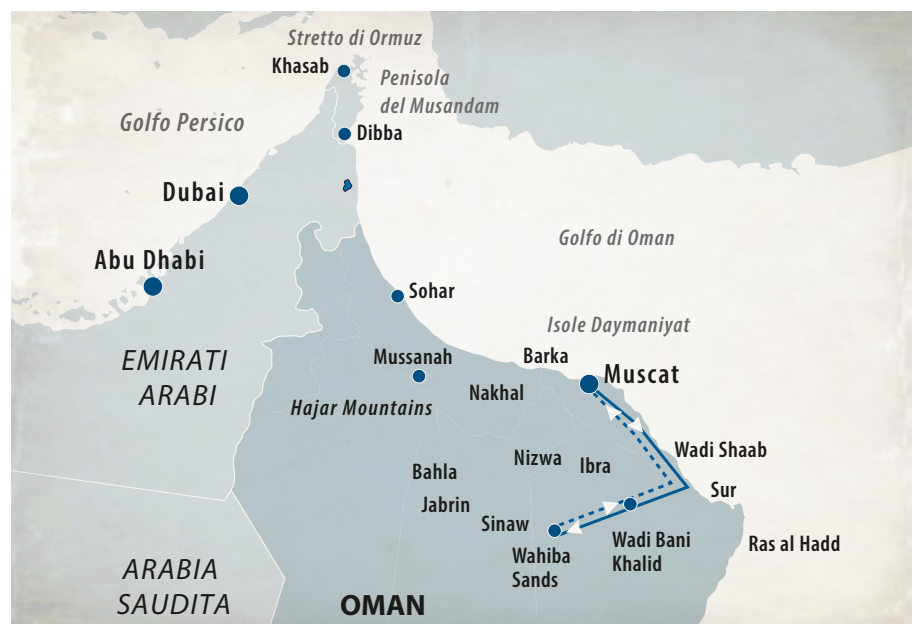 Stretto di Ormuz
Khasab
Penisola
del Musandam
Golfo Persico
Dibba
Dubai
Golfo di Oman
Abu Dhabi
Sohar
Isole Daymaniyat
EMIRATI
ARABI
Mussanah
Barka
Muscat
Nakhal
Hajar Mountains
Wadi Shaab
Nizwa
Ibra
Bahla
Jabrin
Sur
Sinaw
Wadi Bani
Khalid
Ras al Hadd
Wahiba
Sands
ARABIA
SAUDITA
OMAN